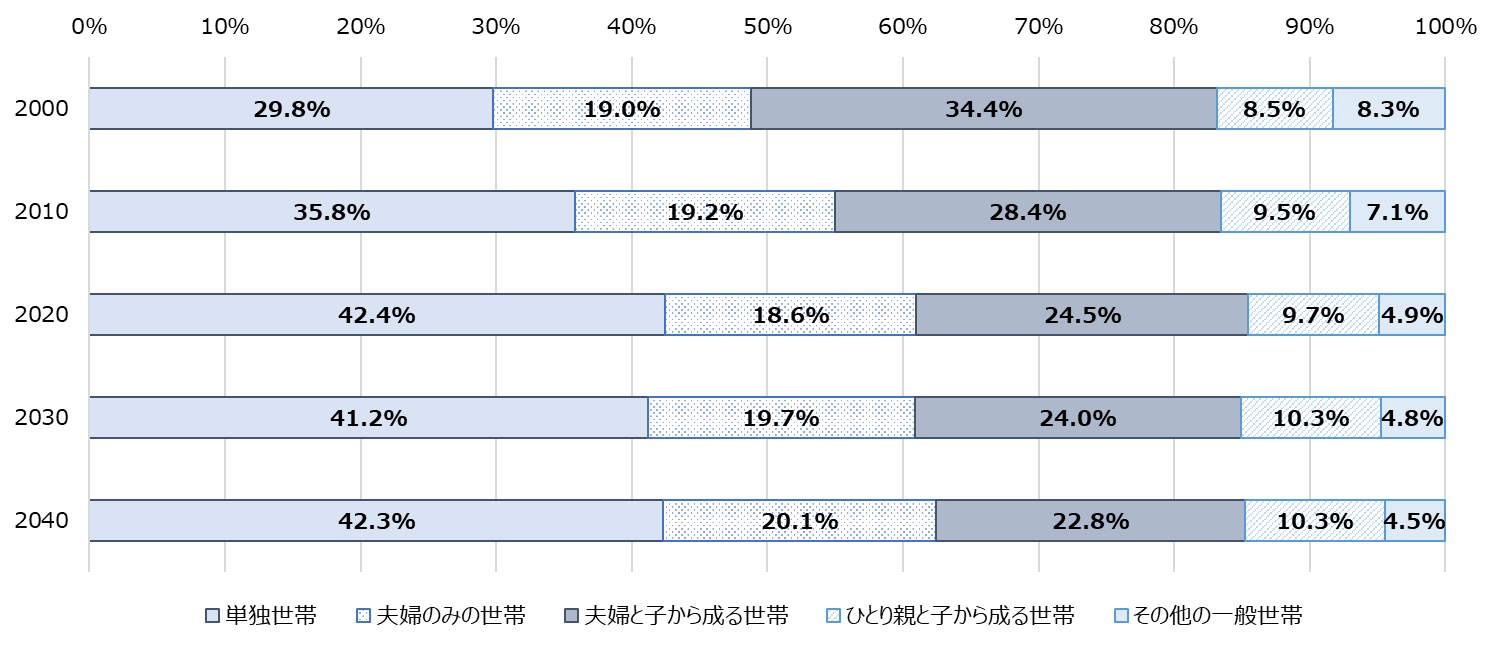 0% 10% 20% 30% 40% 50% 60% 70% 80% 90% 100%
2000 29.8% 19.0% 34.4% 8.5% 8.3%
2010 35.8% 19.2% 28.4% 9.5% 7.1%
2020 42.4% 18.6% 24.5% 9.7% 4.9%
2030 41.2% 19.7% 24.0% 10.3% 4.8%
2040 42.3% 20.1% 22.8% 10.3% 4.5%
単独世帯 夫婦のみの世帯 夫婦と子から成る世帯 ひとり親と子から成る世帯 その他の一般世帯